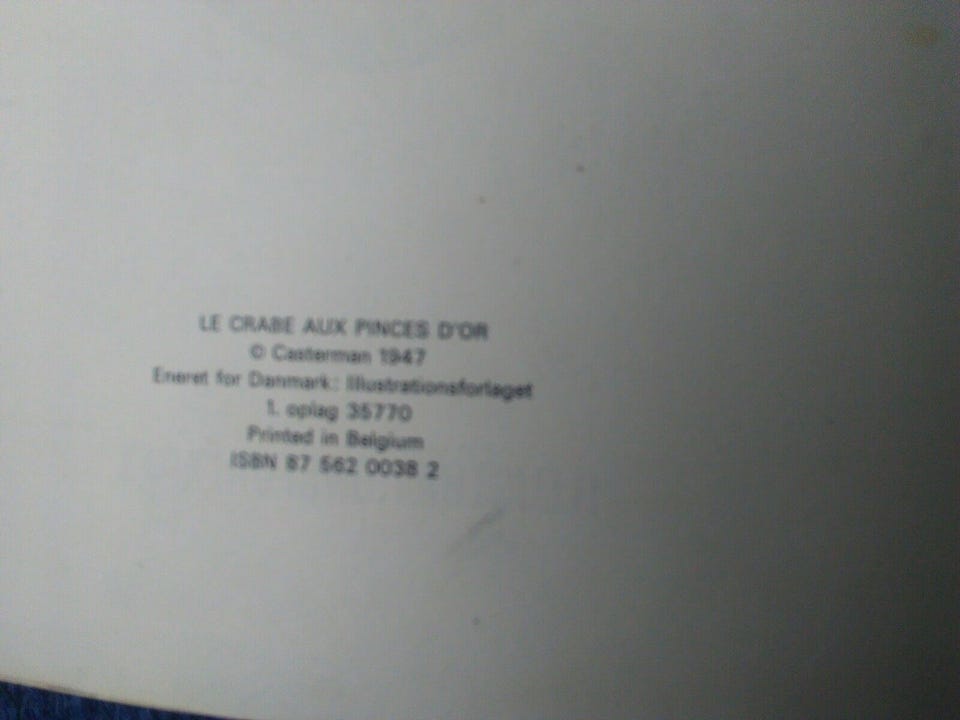 LE CRABE AUX PINCES D'OR
© Casterman 1947
Eneret for Danmark: Illustrationsforlaget
1. oplag 35770
Printed in Belgium
ISBN 87 562 0038 2